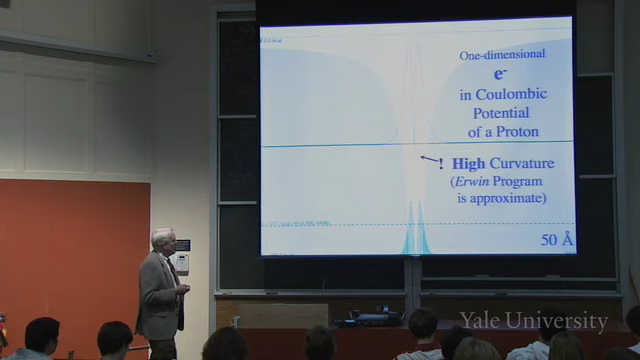 One-dimensional
e-
in Coulombic
Potential
of a Proton
! High Curvature
(Erwin Program
is approximate)
50 Å
Yale University